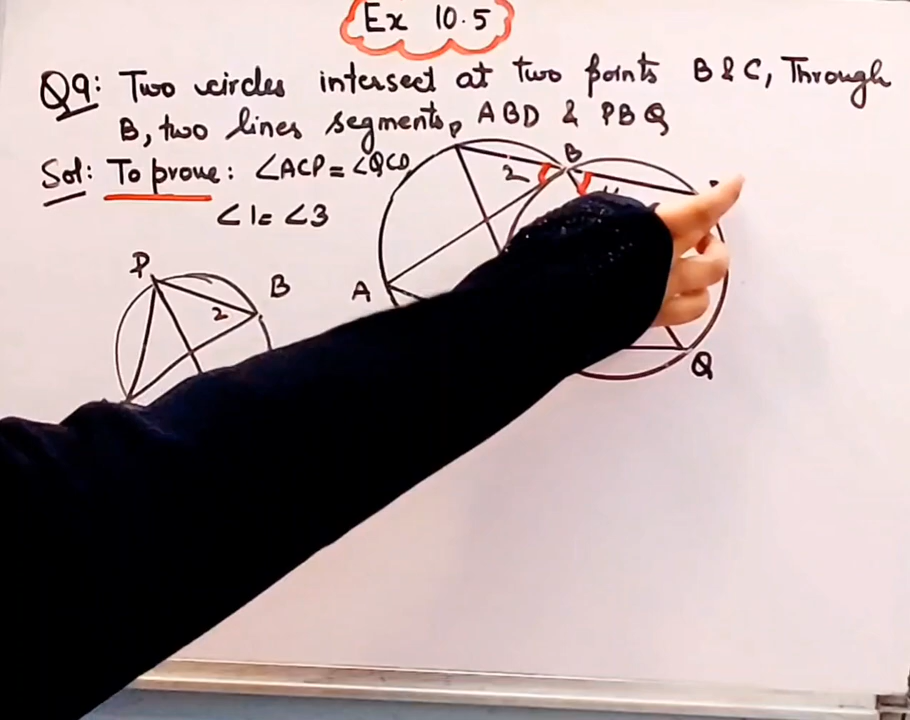 Ex 10.5
Q9: Two circles intersect at two points B & C, Through
B, two lines segments, ABD & PBQ
Sol: To prove: ∠ACP = ∠QCD
∠1 = ∠3
P
B
2
P
B
2
A
Q